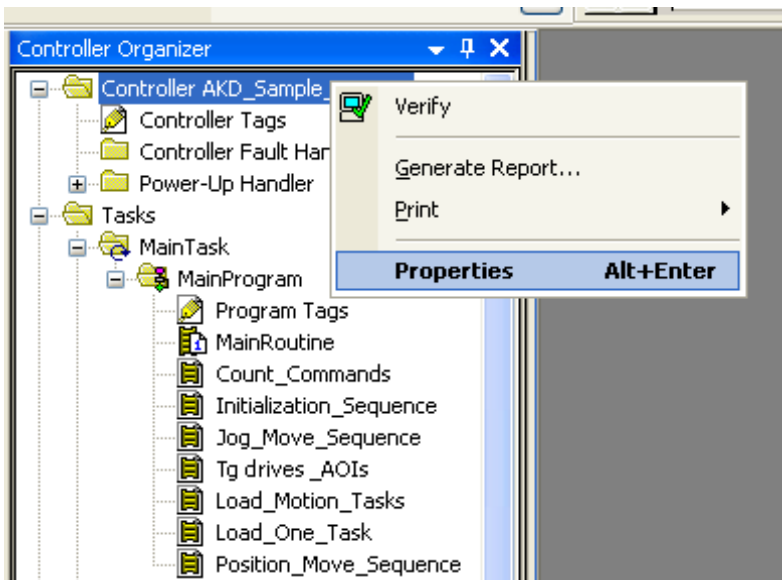 Controller Organizer
Controller AKD_Sample_
Controller Tags
Controller Fault Han
Power-Up Handler
Tasks
MainTask
MainProgram
Program Tags
MainRoutine
Count_Commands
Initialization_Sequence
Jog_Move_Sequence
Tg drives _AOIs
Load_Motion_Tasks
Load_One_Task
Position_Move_Sequence
Verify
Generate Report...
Print
Properties Alt+Enter